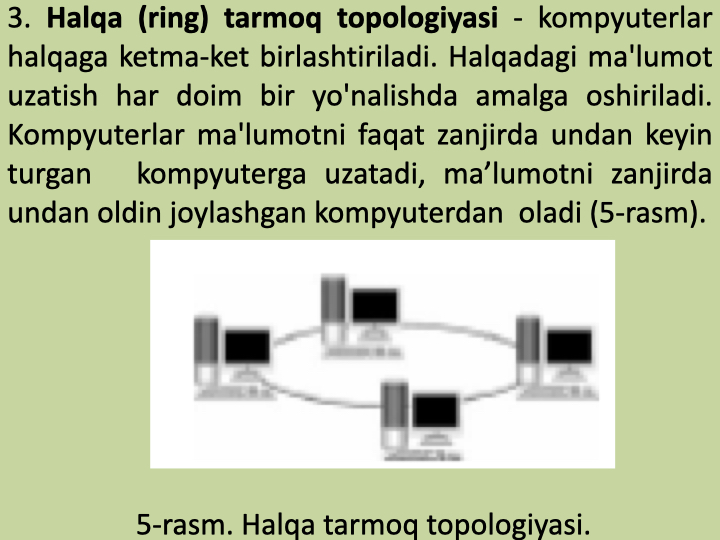 3. Halqa (ring) tarmoq topologiyasi - kompyuterlar
halqaga ketma-ket birlashtiriladi. Halqadagi ma'lumot
uzatish har doim bir yo'nalishda amalga oshiriladi.
Kompyuterlar ma'lumotni faqat zanjirda undan keyin
turgan kompyuterga uzatadi, ma’lumotni zanjirda
undan oldin joylashgan kompyuterdan oladi (5-rasm).
5-rasm. Halqa tarmoq topologiyasi.